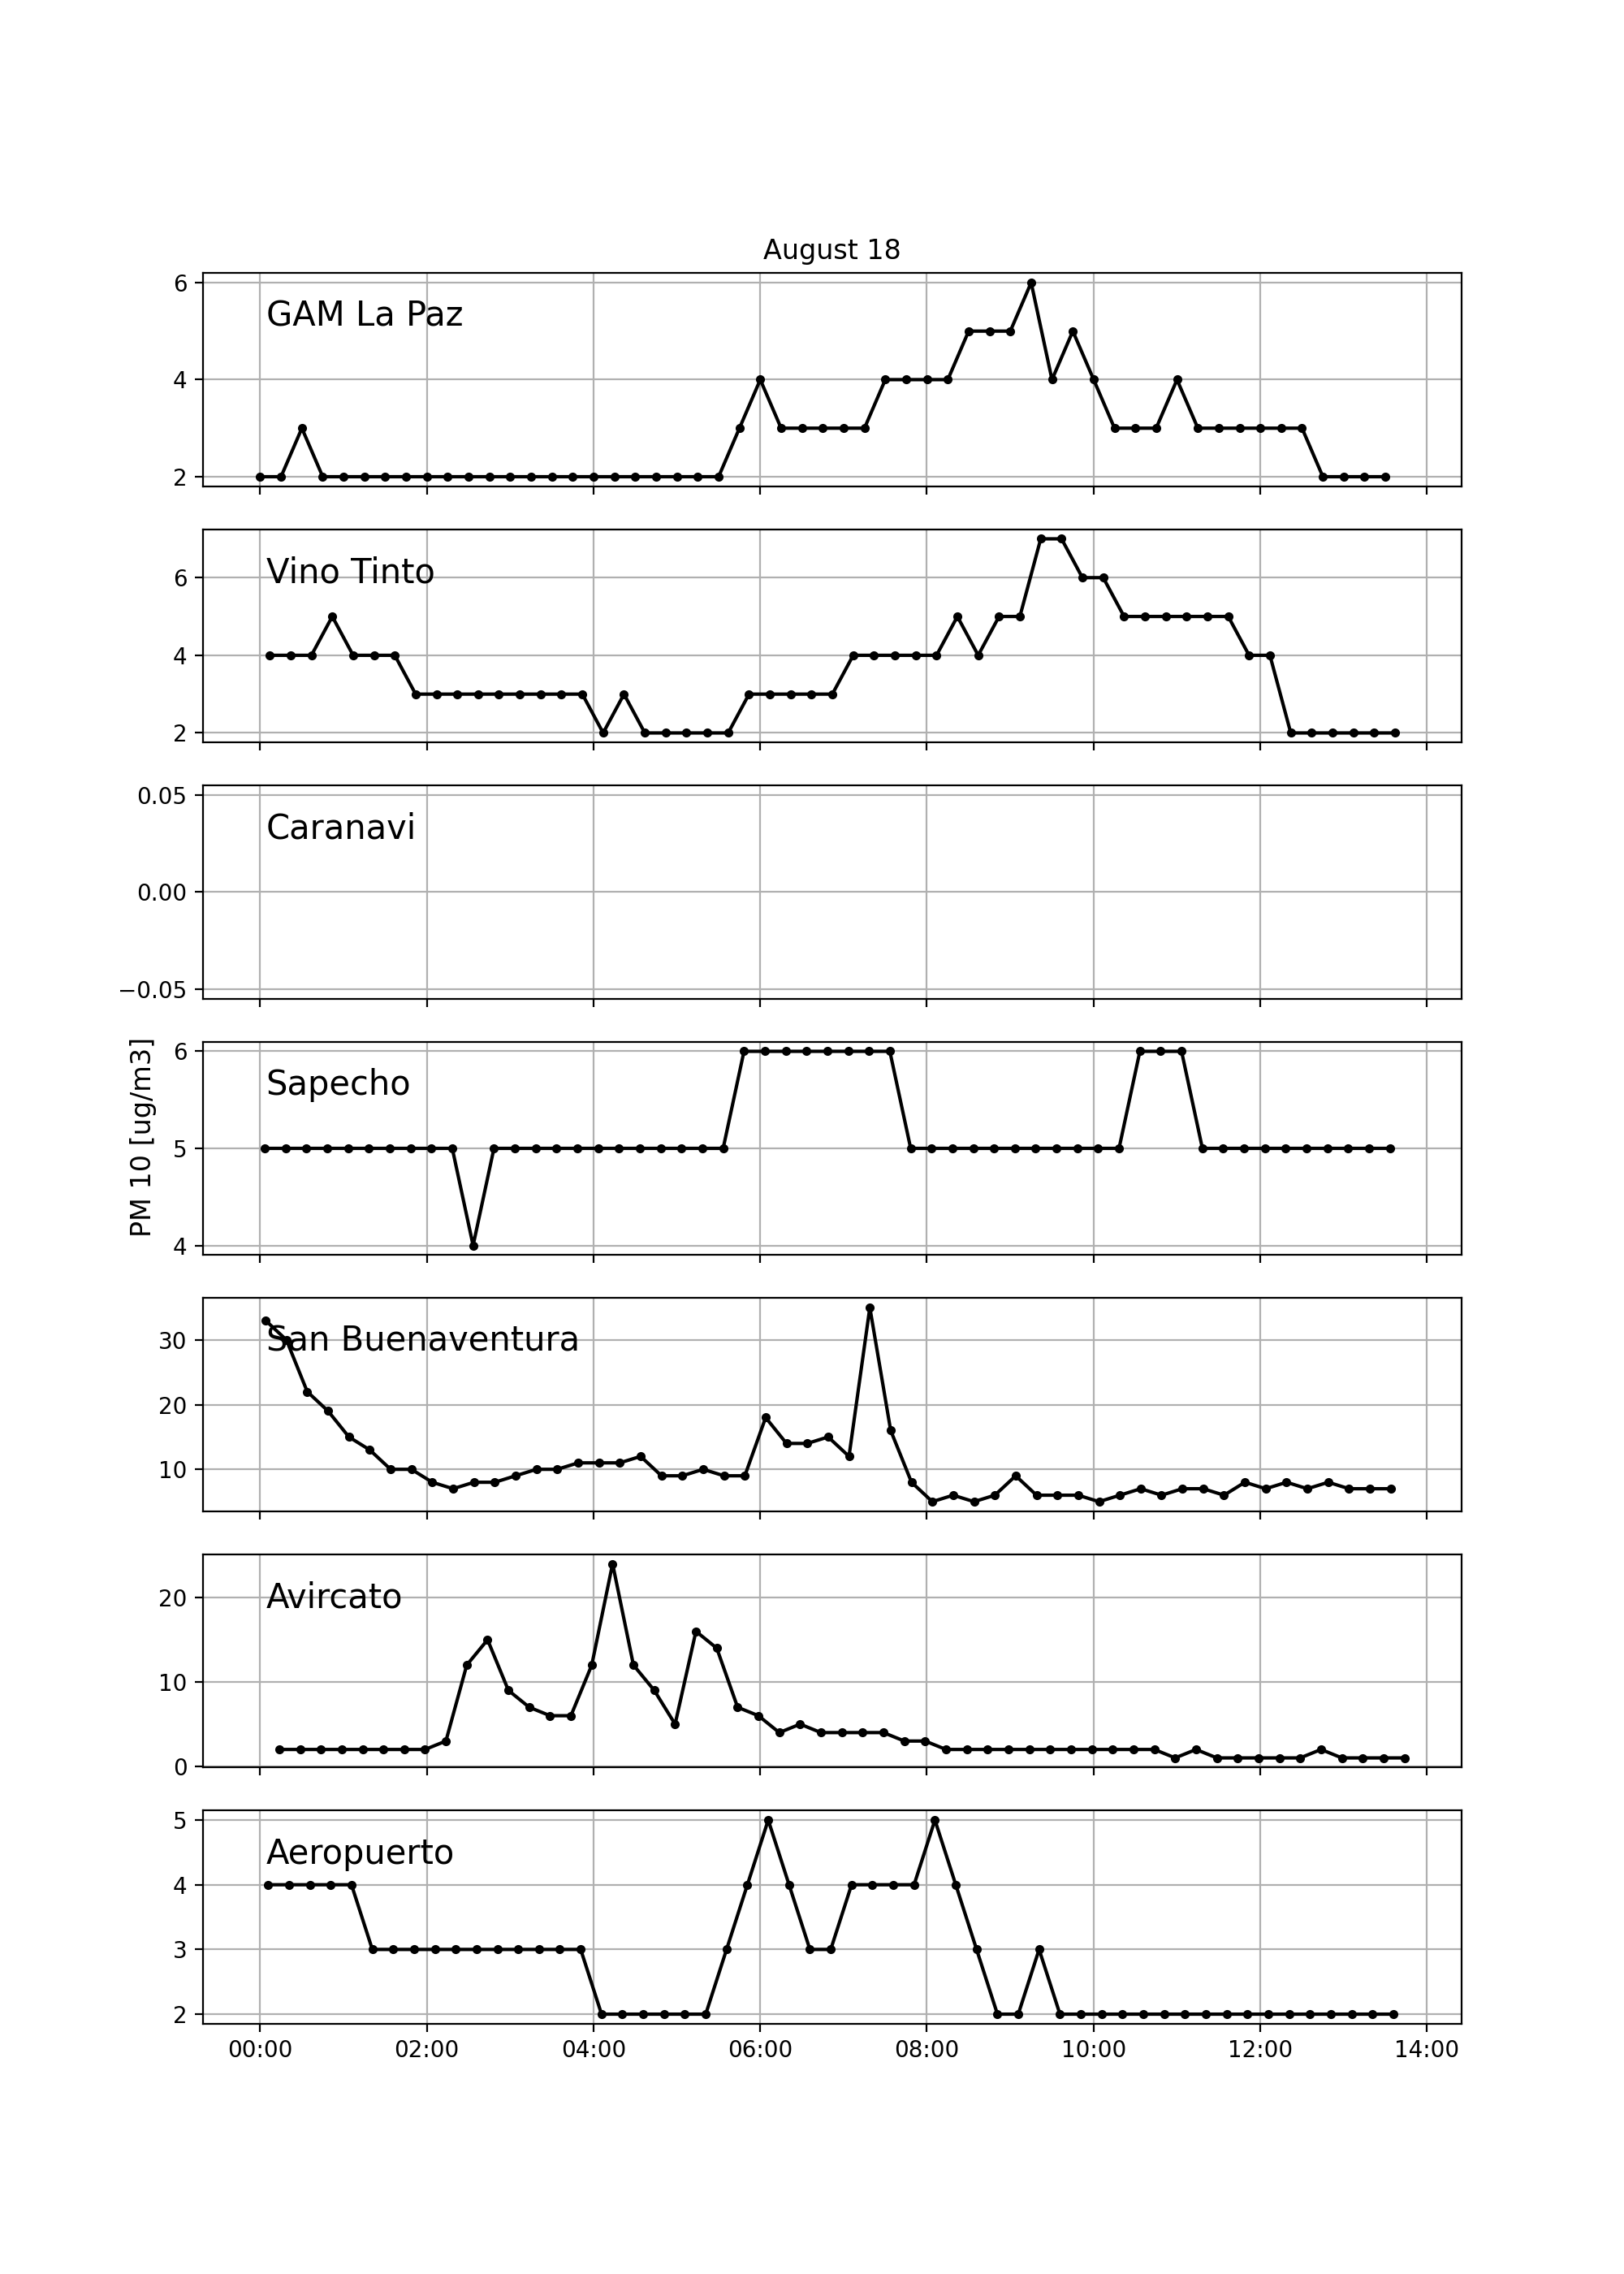 August 18
6
4
2
GAM La Paz
6
4
2
Vino Tinto
0.05
0.00
−0.05
Caranavi
PM 10 [ug/m3]
6
5
4
Sapecho
30
20
10
San Buenaventura
20
10
0
Avircato
5
4
3
2
Aeropuerto
00:00 02:00 04:00 06:00 08:00 10:00 12:00 14:00